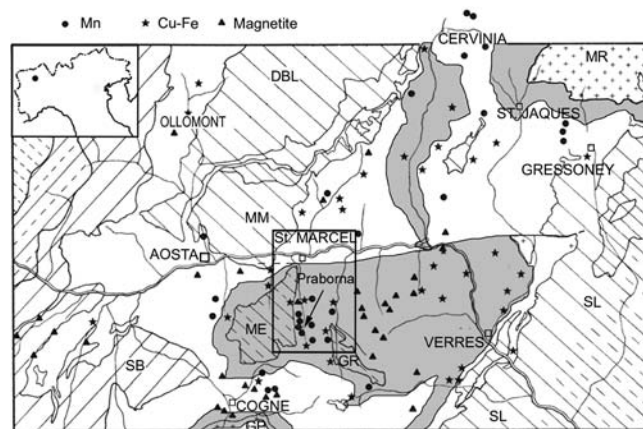 Mn Cu-Fe Magnetite
CERVINIA
MR
DBL
ST. JAQUES
OLLOMONT
GRESSONEY
MM
St. MARCEL
AOSTA
Praborna
SL
ME
VERRES
GR
SB
COGNE
SL
GP